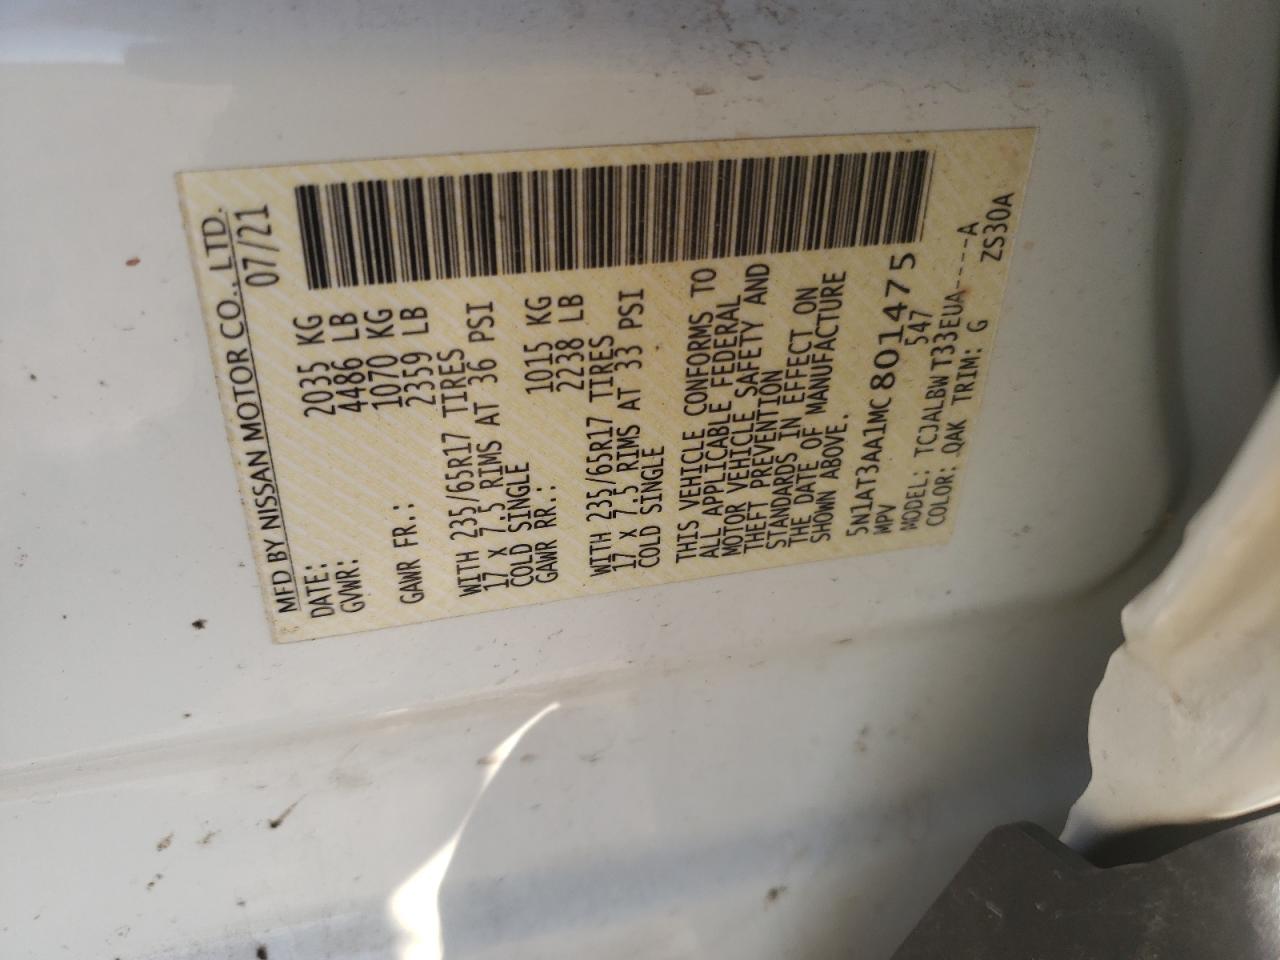 MFD BY NISSAN MOTOR CO., LTD.
DATE: 07/21
GVWR: 2035 KG
4486 LB
1070 KG
GAWR FR.: 2359 LB
WITH 235/65R17 TIRES
17 X 7.5 RIMS AT 36 PSI
COLD SINGLE
GAWR RR.: 1015 KG
2238 LB
WITH 235/65R17 TIRES
17 X 7.5 RIMS AT 33 PSI
COLD SINGLE
THIS VEHICLE CONFORMS TO
ALL APPLICABLE FEDERAL
MOTOR VEHICLE SAFETY AND
THEFT PREVENTION
STANDARDS IN EFFECT ON
THE DATE OF MANUFACTURE
SHOWN ABOVE.
5N1AT3AA1MC801475
MPV 547
MODEL: TCJALBWT33EUA----A
COLOR: QAK TRIM: G ZS30A